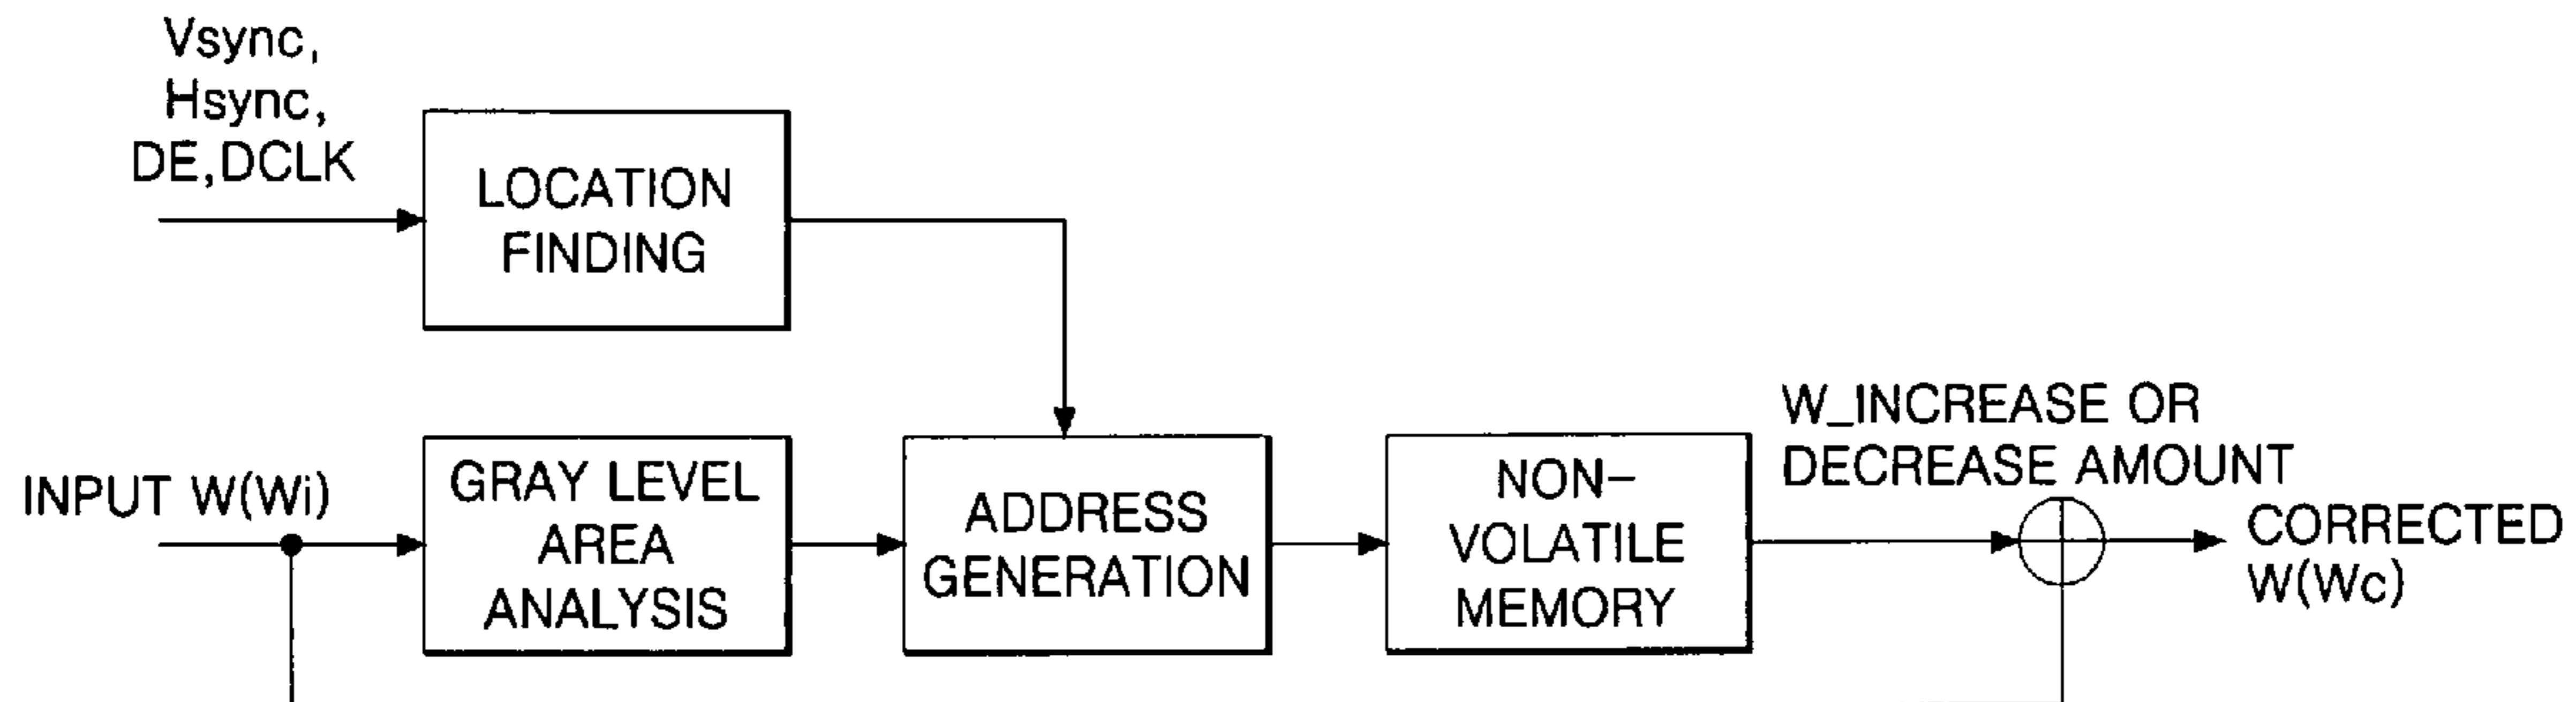 Vsync,
Hsync,
DE,DCLK
LOCATION
FINDING
INPUT W(Wi)
GRAY LEVEL
AREA
ANALYSIS
ADDRESS
GENERATION
NON–
VOLATILE
MEMORY
W_INCREASE OR
DECREASE AMOUNT
CORRECTED
W(Wc)